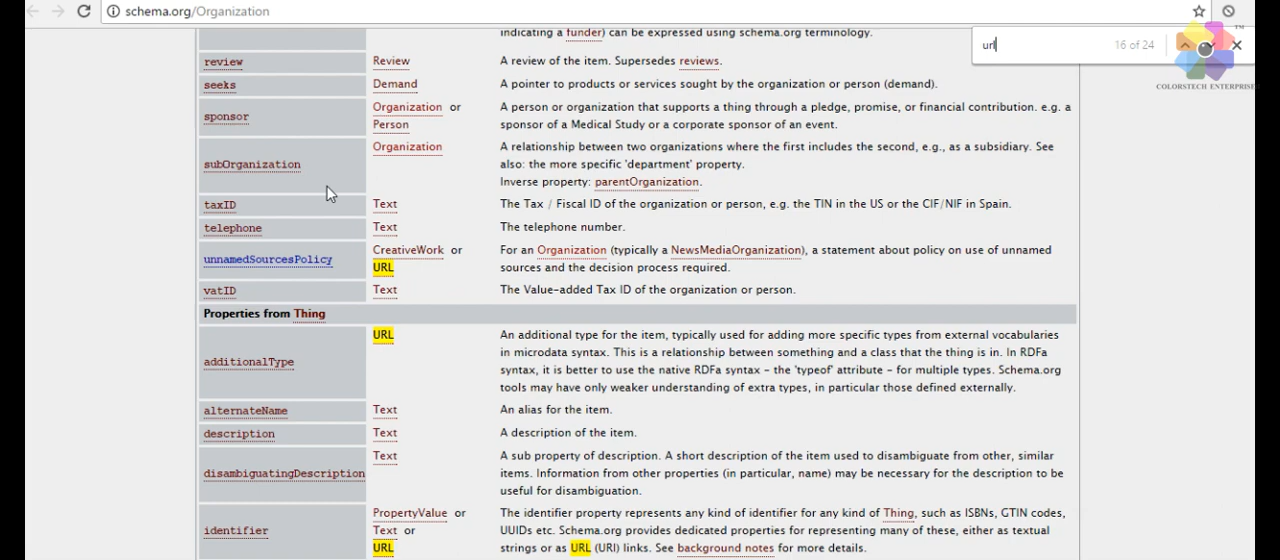 schema.org/Organization
url 16 of 24
™
COLORSTECH ENTERPRISE
indicating a funder) can be expressed using schema.org terminology.
review Review A review of the item. Supersedes reviews.
seeks Demand A pointer to products or services sought by the organization or person (demand).
sponsor Organization or Person A person or organization that supports a thing through a pledge, promise, or financial contribution. e.g. a
sponsor of a Medical Study or a corporate sponsor of an event.
subOrganization Organization A relationship between two organizations where the first includes the second, e.g., as a subsidiary. See
also: the more specific 'department' property.
Inverse property: parentOrganization.
taxID Text The Tax / Fiscal ID of the organization or person, e.g. the TIN in the US or the CIF/NIF in Spain.
telephone Text The telephone number.
unnamedSourcesPolicy CreativeWork or URL For an Organization (typically a NewsMediaOrganization), a statement about policy on use of unnamed
sources and the decision process required.
vatID Text The Value-added Tax ID of the organization or person.
Properties from Thing
additionalType URL An additional type for the item, typically used for adding more specific types from external vocabularies
in microdata syntax. This is a relationship between something and a class that the thing is in. In RDFa
syntax, it is better to use the native RDFa syntax - the 'typeof' attribute - for multiple types. Schema.org
tools may have only weaker understanding of extra types, in particular those defined externally.
alternateName Text An alias for the item.
description Text A description of the item.
disambiguatingDescription Text A sub property of description. A short description of the item used to disambiguate from other, similar
items. Information from other properties (in particular, name) may be necessary for the description to be
useful for disambiguation.
identifier PropertyValue or Text or URL The identifier property represents any kind of identifier for any kind of Thing, such as ISBNs, GTIN codes,
UUIDs etc. Schema.org provides dedicated properties for representing many of these, either as textual
strings or as URL (URI) links. See background notes for more details.